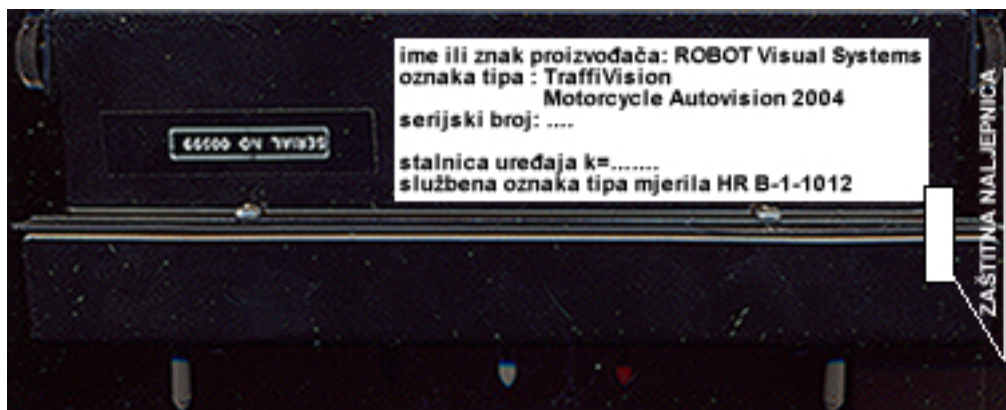 ime ili znak proizvođača: ROBOT Visual Systems
oznaka tipa : TraffiVision
Motorcycle Autovision 2004
serijski broj: ....
stalnica uređaja k=.......
službena oznaka tipa mjerila HR B-1-1012
SERIAL NO 00599
ZAŠTITNA NALJEPNICA